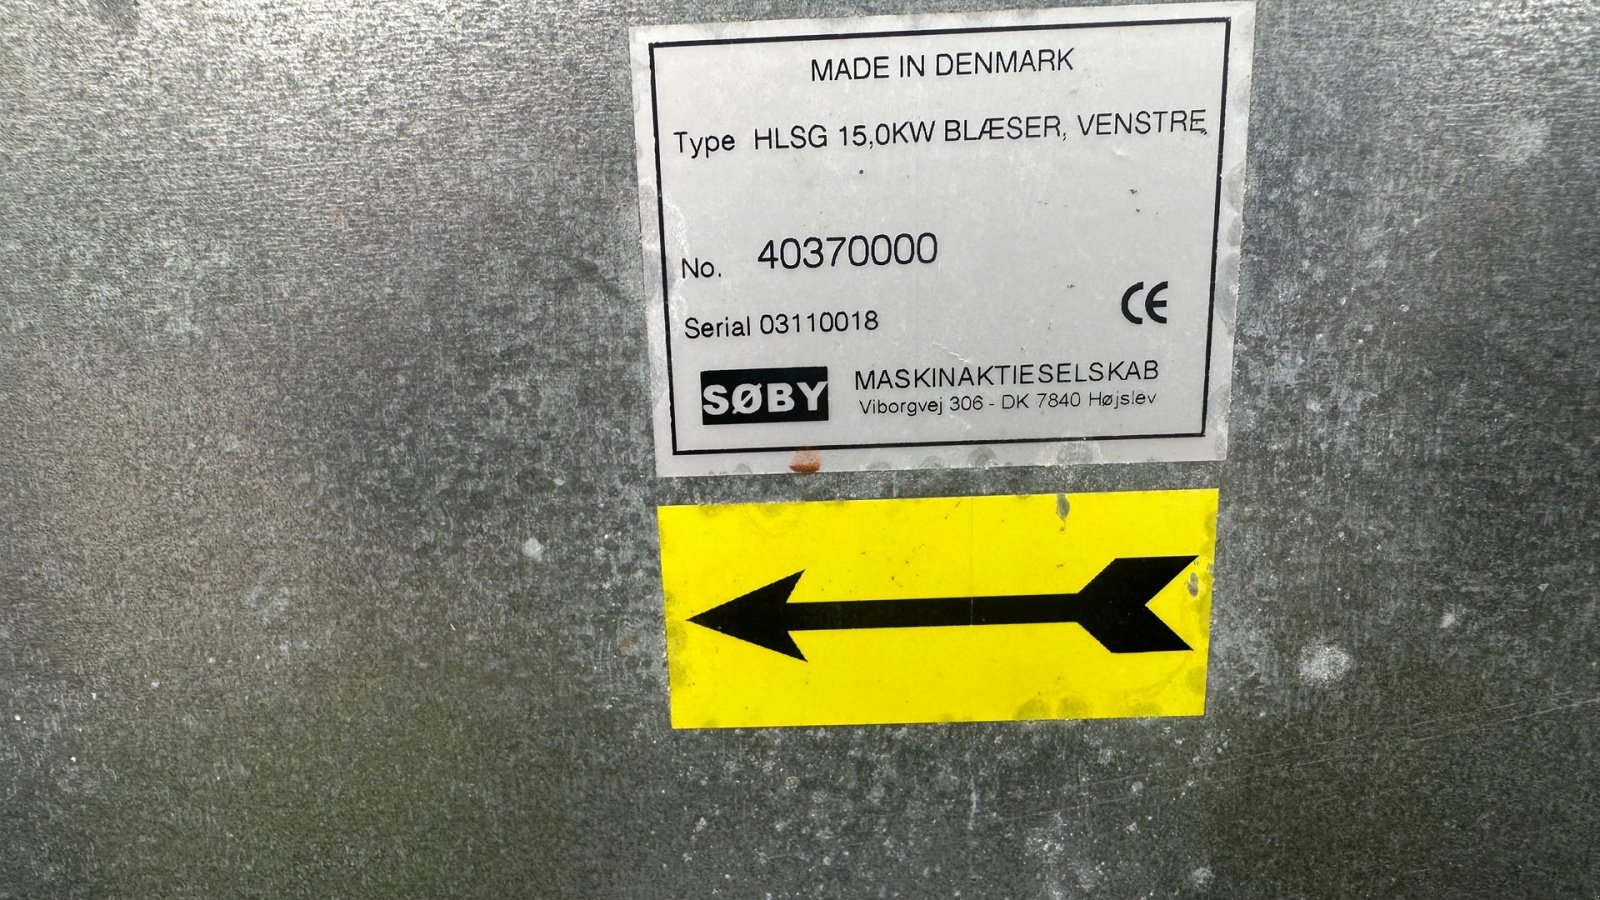 MADE IN DENMARK
Type HLSG 15,0KW BLÆSER, VENSTRE
No. 40370000
CE
Serial 03110018
SØBY MASKINAKTIESELSKAB
Viborgvej 306 - DK 7840 Højslev